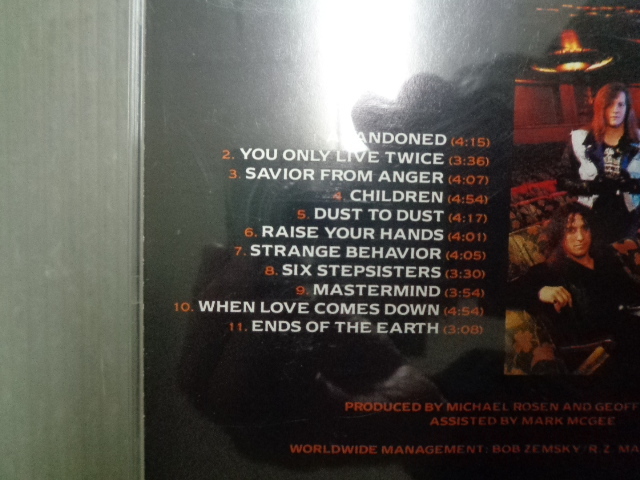 ANDONED (4:15)
2. YOU ONLY LIVE TWICE (3:36)
3. SAVIOR FROM ANGER (4:07)
4. CHILDREN (4:54)
5. DUST TO DUST (4:17)
6. RAISE YOUR HANDS (4:01)
7. STRANGE BEHAVIOR (4:05)
8. SIX STEPSISTERS (3:30)
9. MASTERMIND (3:54)
10. WHEN LOVE COMES DOWN (4:54)
11. ENDS OF THE EARTH (3:08)
PRODUCED BY MICHAEL ROSEN AND GEOFF
ASSISTED BY MARK MCGEE
WORLDWIDE MANAGEMENT: BOB ZEMSKY/R.Z. MA